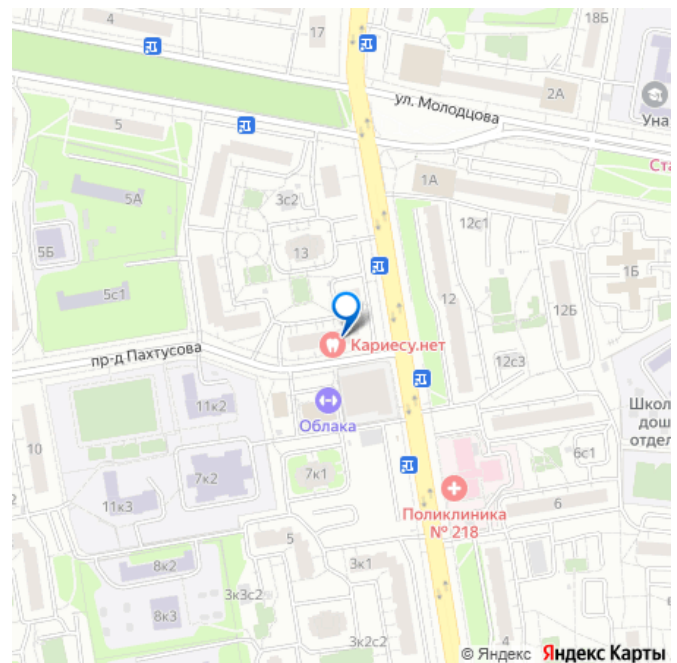 4
17
18Б
2А
ул. Молодцова
Уна
5
Ста
1А
5А
3с2
12с1
5Б
13
1Б
5с1
12
12Б
пр-д Пахтусова
Кариесу.нет
12с3
11к2
Облака
Школ
дош
отдел
10
7к2
7к1
6с1
11к3
Поликлиника
№ 218
6
5
8к2
3к1
3к3с2
8к3
3к2с2
4
© Яндекс Яндекс Карты